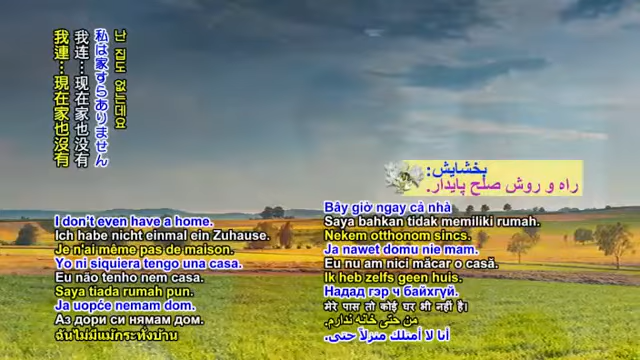 我連…現在家也沒有
我连…现在家也没有
私は家すらありません
난 집도 없는데요
بخشایش:
راه و روش صلح پایدار.
I don't even have a home.
Ich habe nicht einmal ein Zuhause.
Je n'ai même pas de maison.
Yo ni siquiera tengo una casa.
Eu não tenho nem casa.
Saya tiada rumah pun.
Ja uopće nemam dom.
Аз дори си нямам дом.
ฉันไม่มีแม้กระทั่งบ้าน
Bây giờ ngay cả nhà
Saya bahkan tidak memiliki rumah.
Nekem otthonom sincs.
Ja nawet domu nie mam.
Eu nu am nici măcar o casă.
Ik heb zelfs geen huis.
Надад гэр ч байхгүй.
मेरे पास तो कोई घर भी नहीं है।
من حتی خانه ندارم.
أنا لا أمتلك منزلاً حتى.